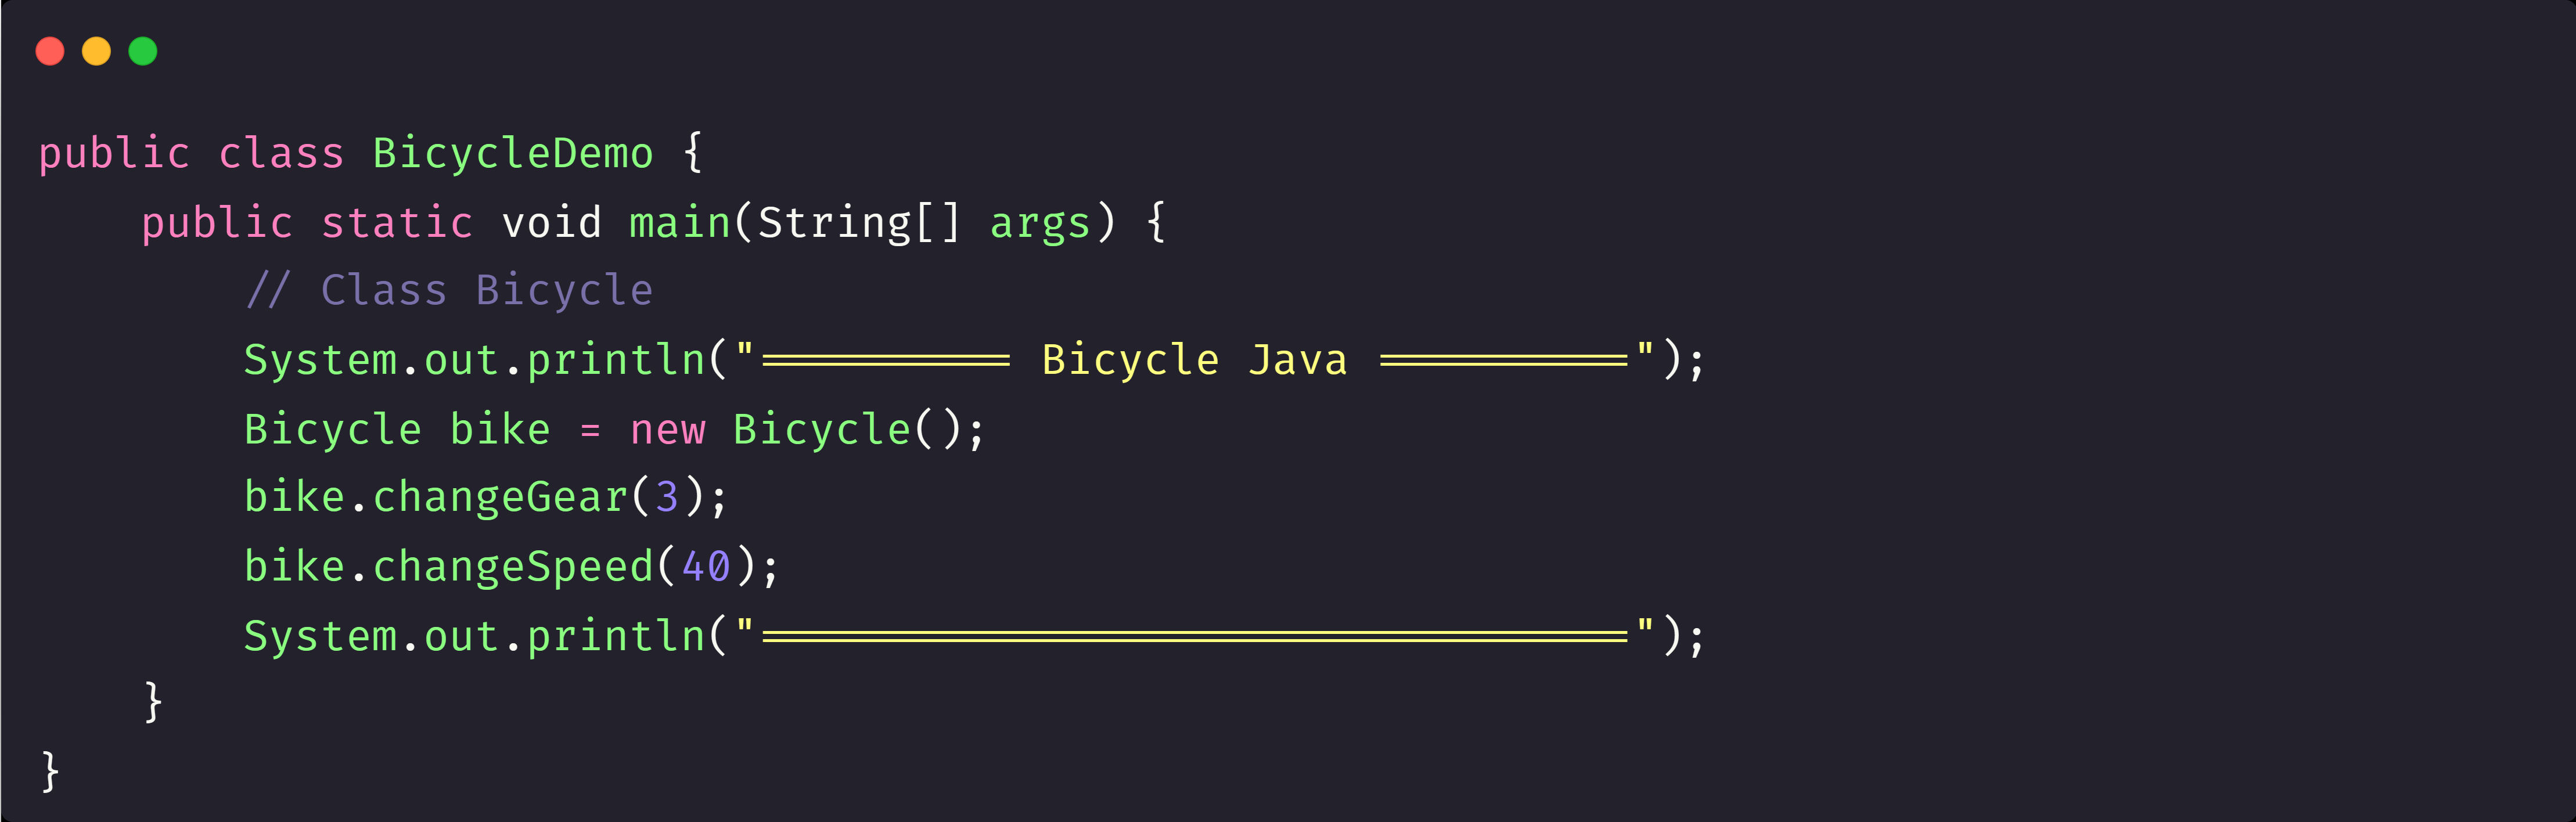 public class BicycleDemo {
    public static void main(String[] args) {
        // Class Bicycle
        System.out.println("========== Bicycle Java ==========");
        Bicycle bike = new Bicycle();
        bike.changeGear(3);
        bike.changeSpeed(40);
        System.out.println("==================================");
    }
}